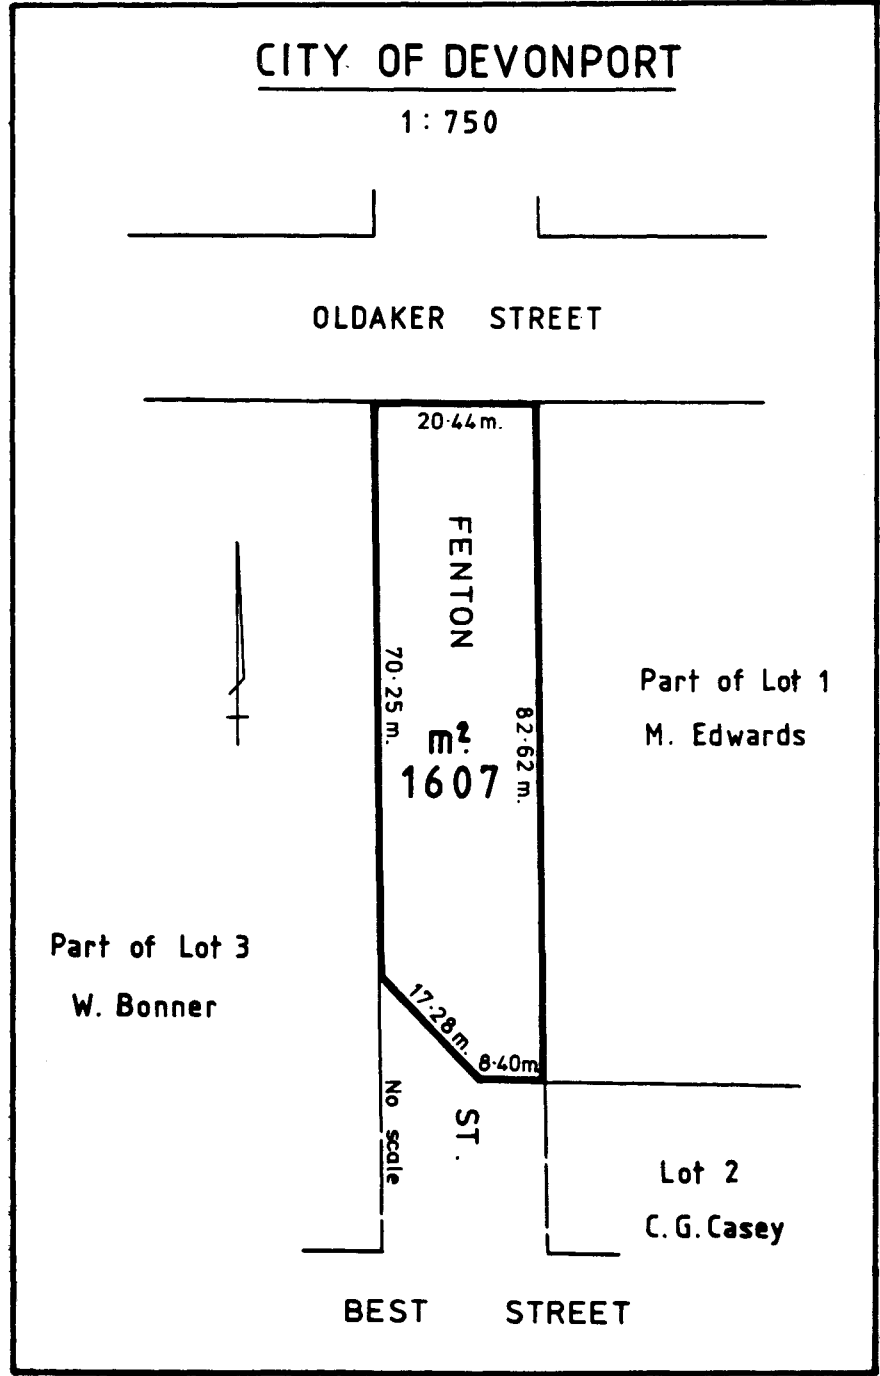 CITY OF DEVONPORT
1:750
OLDAKER STREET
20·44m.
FENTON
70·25 m.
82·62 m.
m².
1607
Part of Lot 1
M. Edwards
Part of Lot 3
W. Bonner
17·28m.
8·40m
No scale
ST.
Lot 2
C. G. Casey
BEST STREET